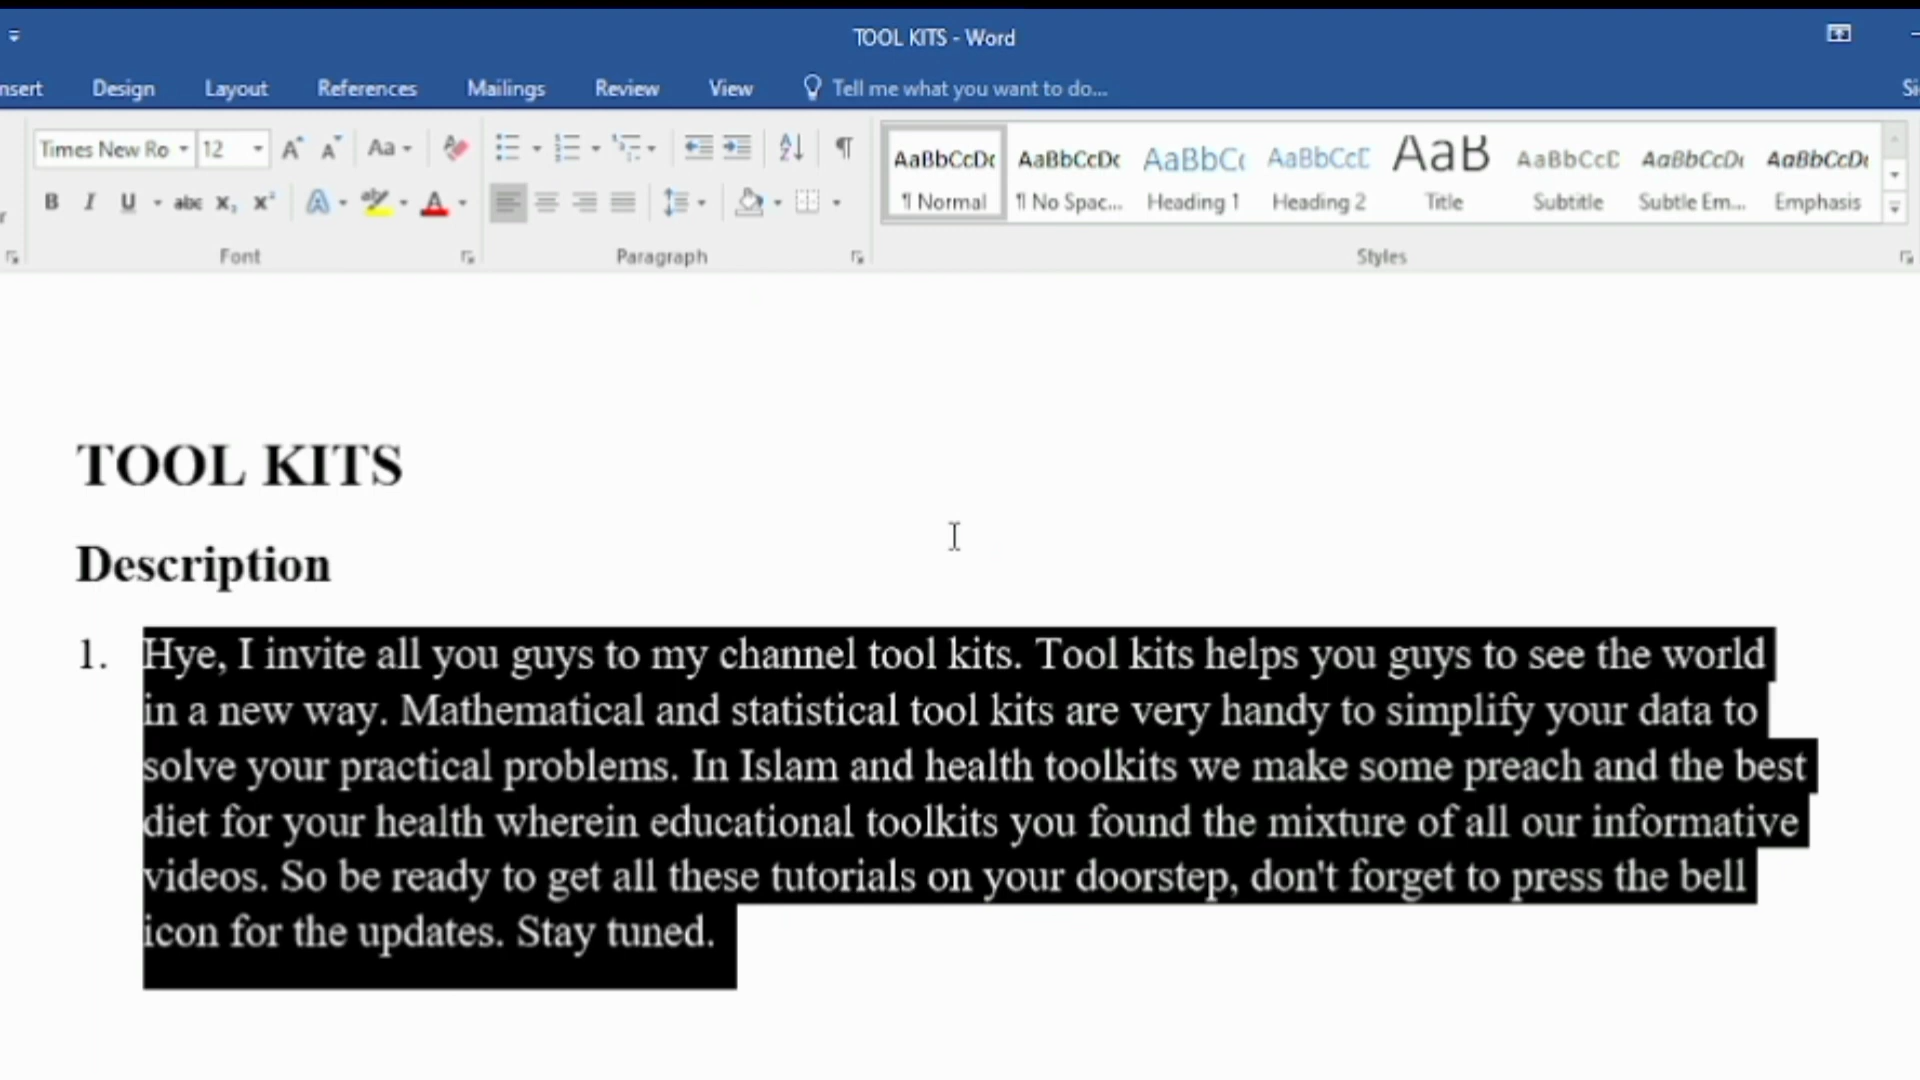 TOOL KITS - Word
Design Layout References Mailings Review View Tell me what you want to do...
Times New Ro 12 Aa AaBbCcDc AaBbCcDc AaBbCc AaBbCcD AaB AaBbCcD AaBbCcDc AaBbCcDc
B I U abc x₂ x² A ¶ Normal ¶ No Spac... Heading 1 Heading 2 Title Subtitle Subtle Em... Emphasis
Font Paragraph Styles
TOOL KITS
Description
1. Hye, I invite all you guys to my channel tool kits. Tool kits helps you guys to see the world
in a new way. Mathematical and statistical tool kits are very handy to simplify your data to
solve your practical problems. In Islam and health toolkits we make some preach and the best
diet for your health wherein educational toolkits you found the mixture of all our informative
videos. So be ready to get all these tutorials on your doorstep, don't forget to press the bell
icon for the updates. Stay tuned.